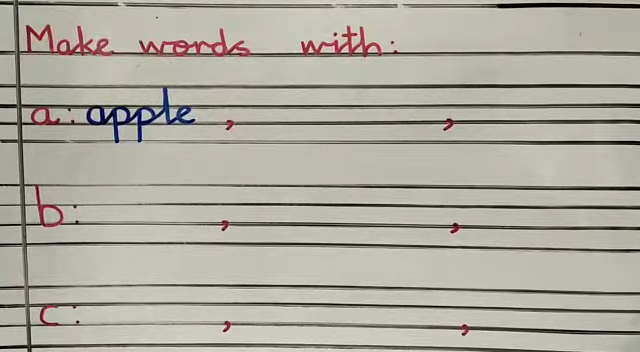 Make words with:
a: apple , ,
b: , ,
c: , ,